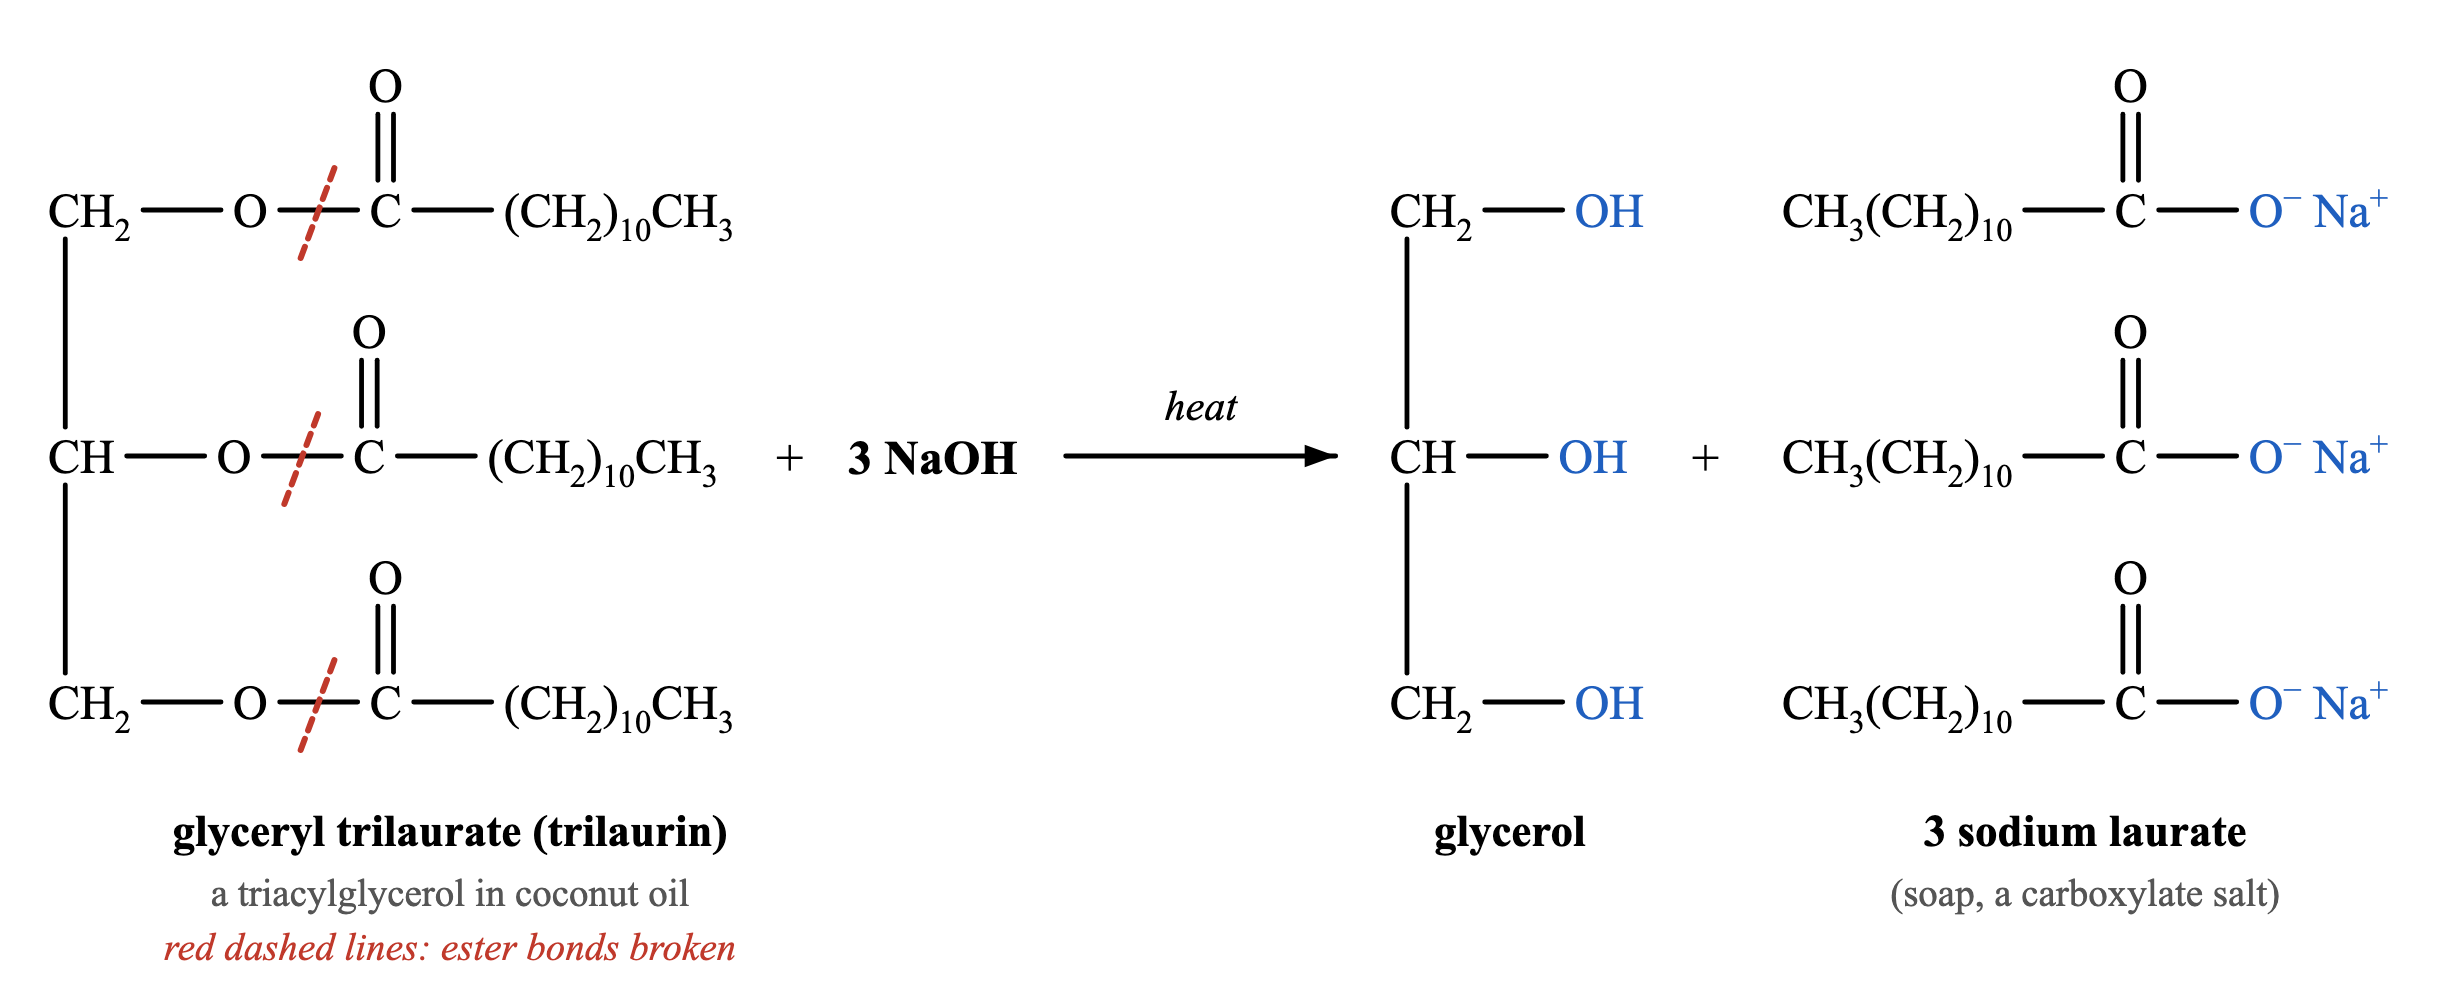 O O
CH₂ O C (CH₂)₁₀CH₃ CH₂ OH CH₃(CH₂)₁₀ C O⁻ Na⁺
O O
heat
CH O C (CH₂)₁₀CH₃ + 3 NaOH CH OH + CH₃(CH₂)₁₀ C O⁻ Na⁺
O O
CH₂ O C (CH₂)₁₀CH₃ CH₂ OH CH₃(CH₂)₁₀ C O⁻ Na⁺
glyceryl trilaurate (trilaurin) glycerol 3 sodium laurate
a triacylglycerol in coconut oil (soap, a carboxylate salt)
red dashed lines: ester bonds broken